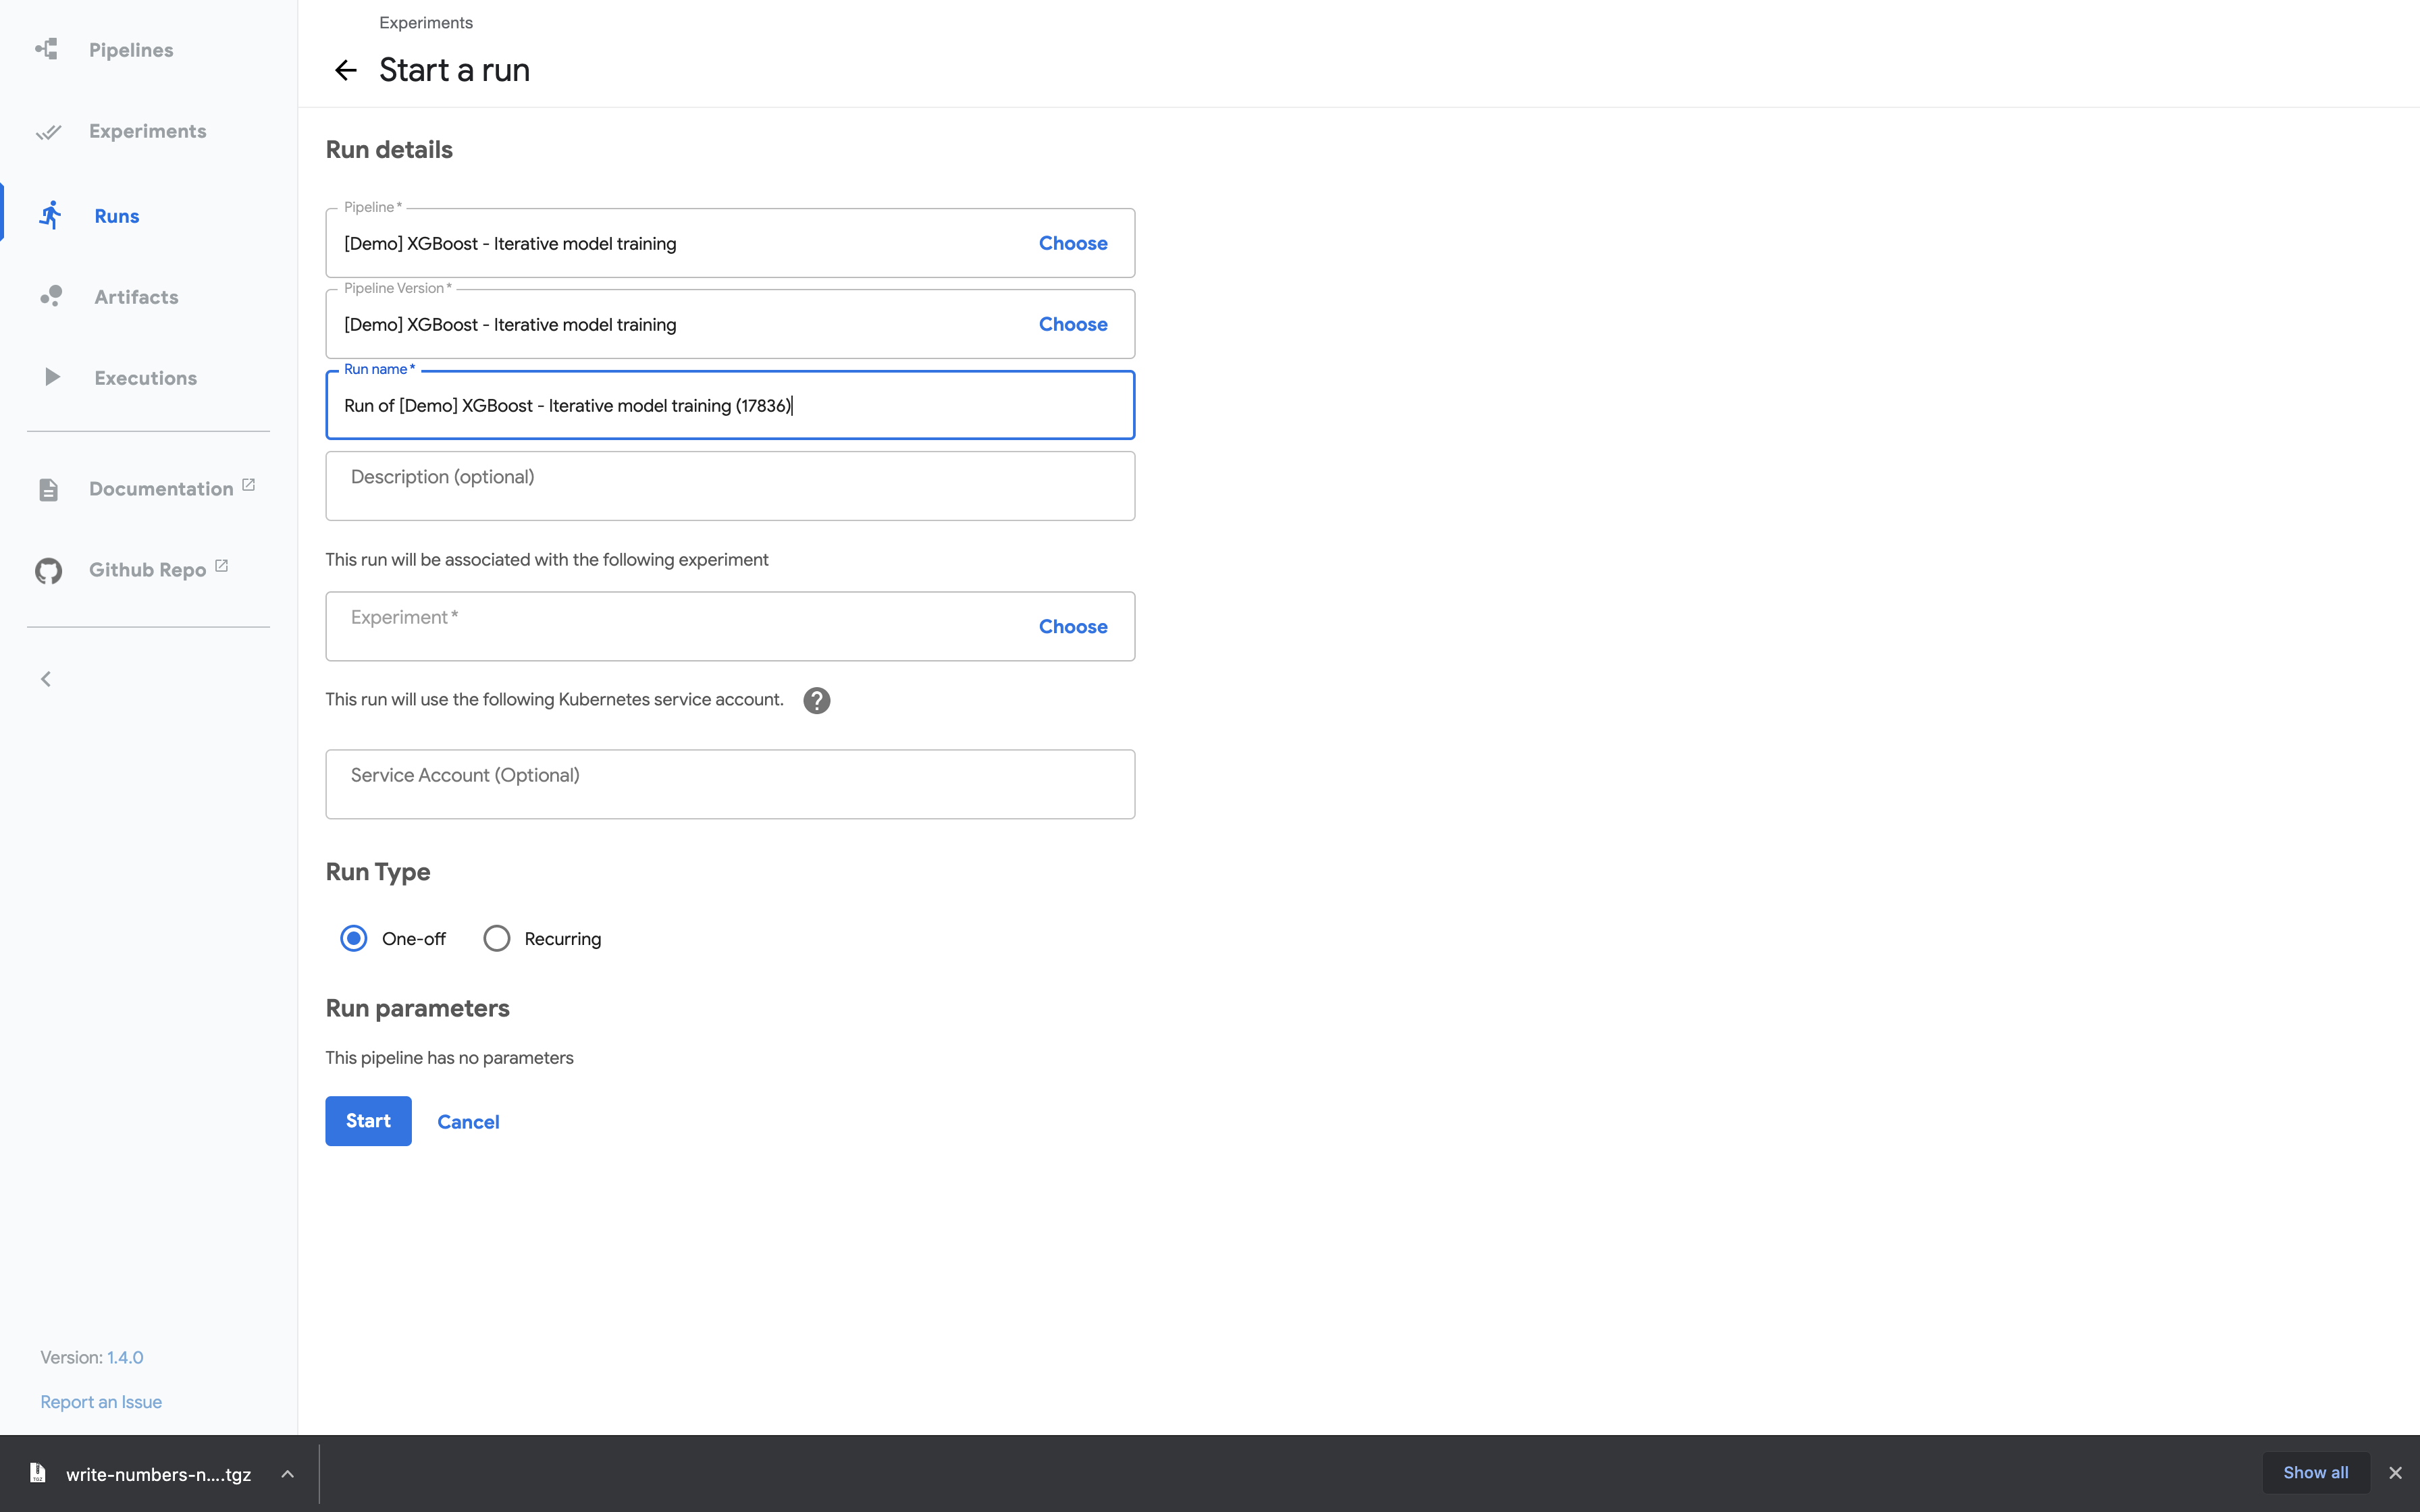 Pipelines
Experiments
Runs
Artifacts
Executions
Documentation
Github Repo
Version: 1.4.0
Report an Issue
Experiments
Start a run
Run details
Pipeline *
[Demo] XGBoost - Iterative model training
Choose
Pipeline Version *
[Demo] XGBoost - Iterative model training
Choose
Run name *
Run of [Demo] XGBoost - Iterative model training (17836)
Description (optional)
This run will be associated with the following experiment
Experiment *
Choose
This run will use the following Kubernetes service account. ?
Service Account (Optional)
Run Type
One-off Recurring
Run parameters
This pipeline has no parameters
Start Cancel
write-numbers-n....tgz
Show all